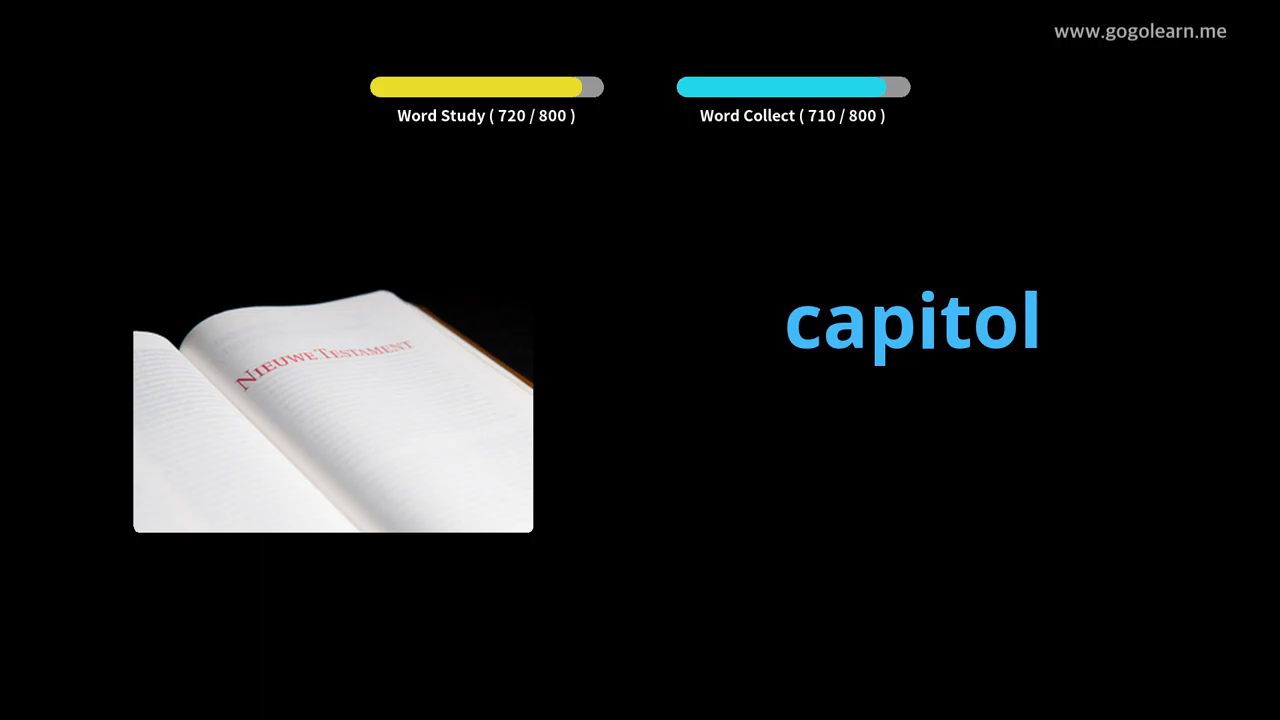 www.gogolearn.me
Word Study ( 720 / 800 )
Word Collect ( 710 / 800 )
capitol
NIEUWE TESTAMENT